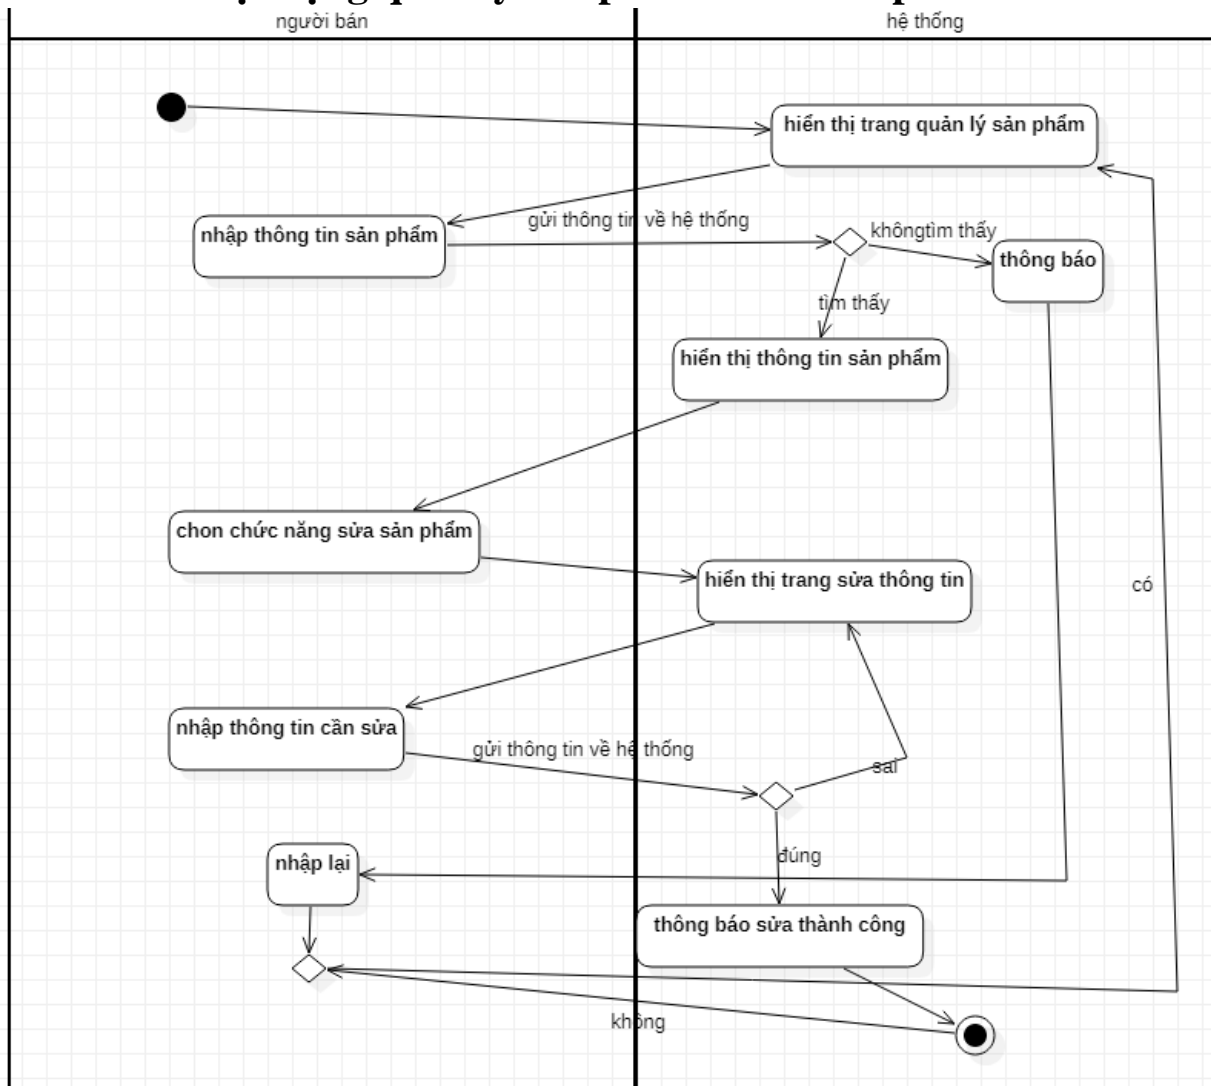 người bán
hệ thống
hiển thị trang quản lý sản phẩm
nhập thông tin sản phẩm
gửi thông tin về hệ thống
khôngtìm thấy
thông báo
tìm thấy
hiển thị thông tin sản phẩm
chon chức năng sửa sản phẩm
hiển thị trang sửa thông tin
có
nhập thông tin cần sửa
gửi thông tin về hệ thống
sai
đúng
nhập lại
thông báo sửa thành công
không